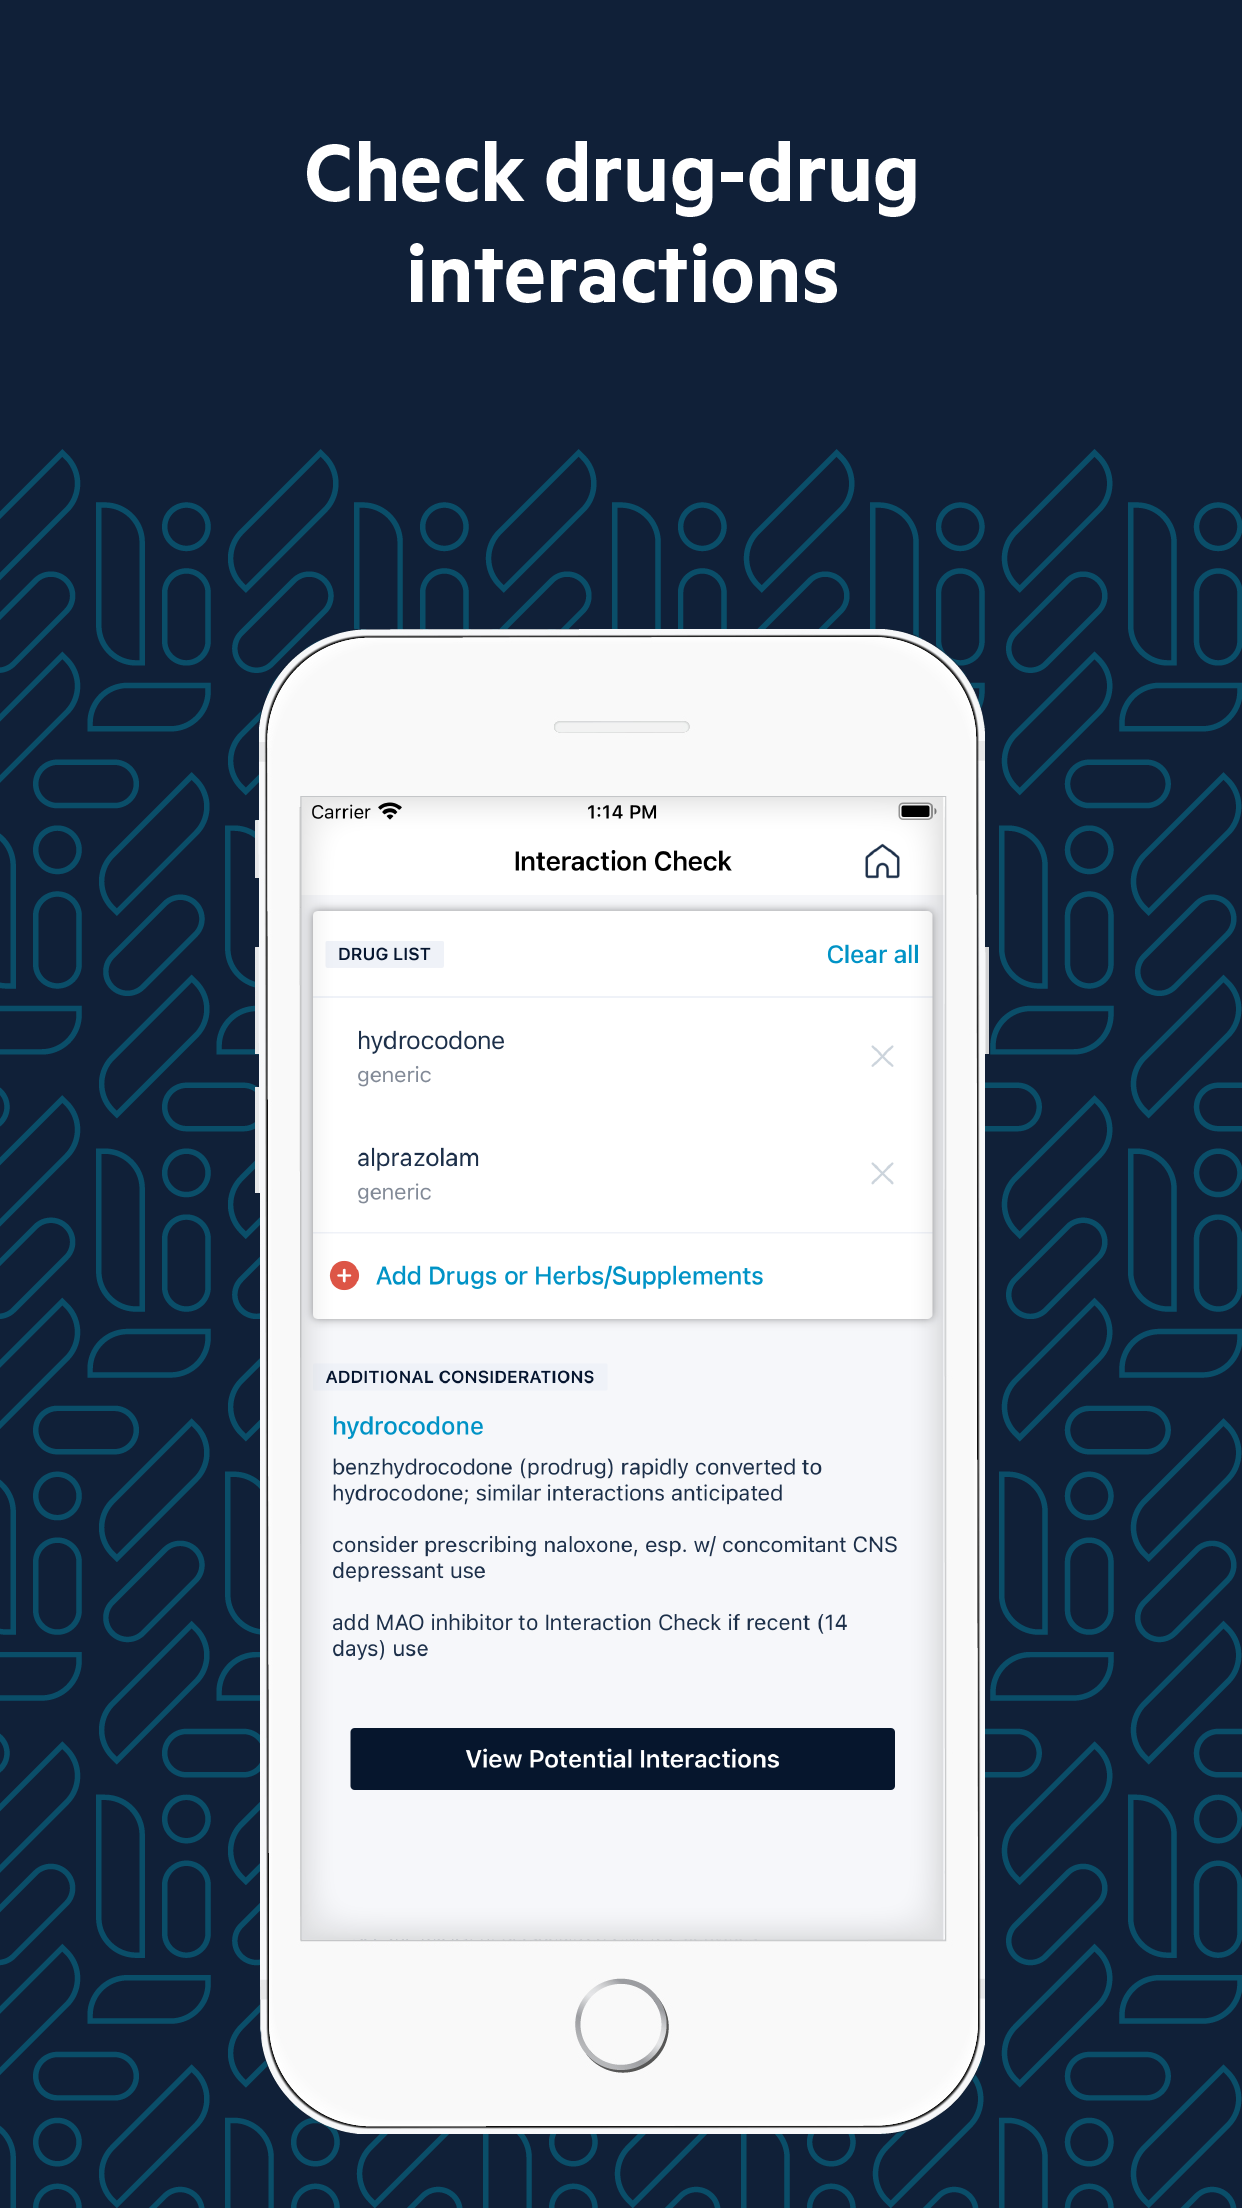 Check drug-drug
interactions
Carrier 1:14 PM
Interaction Check
DRUG LIST Clear all
hydrocodone
generic
alprazolam
generic
Add Drugs or Herbs/Supplements
ADDITIONAL CONSIDERATIONS
hydrocodone
benzhydrocodone (prodrug) rapidly converted to
hydrocodone; similar interactions anticipated
consider prescribing naloxone, esp. w/ concomitant CNS
depressant use
add MAO inhibitor to Interaction Check if recent (14
days) use
View Potential Interactions